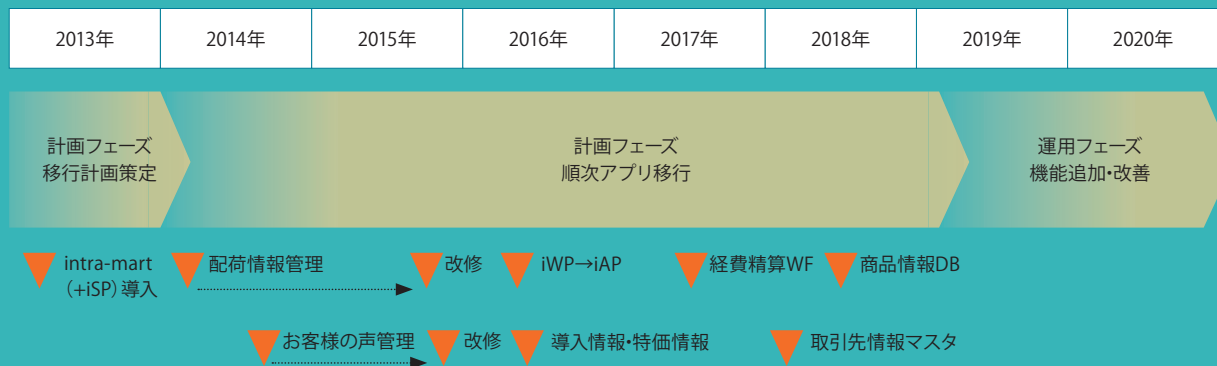 2013年 2014年 2015年 2016年 2017年 2018年 2019年 2020年
計画フェーズ
移行計画策定
計画フェーズ
順次アプリ移行
運用フェーズ
機能追加・改善
intra-mart
(+iSP)導入
配荷情報管理
改修
iWP→iAP
経費精算WF
商品情報DB
お客様の声管理
改修
導入情報・特価情報
取引先情報マスタ